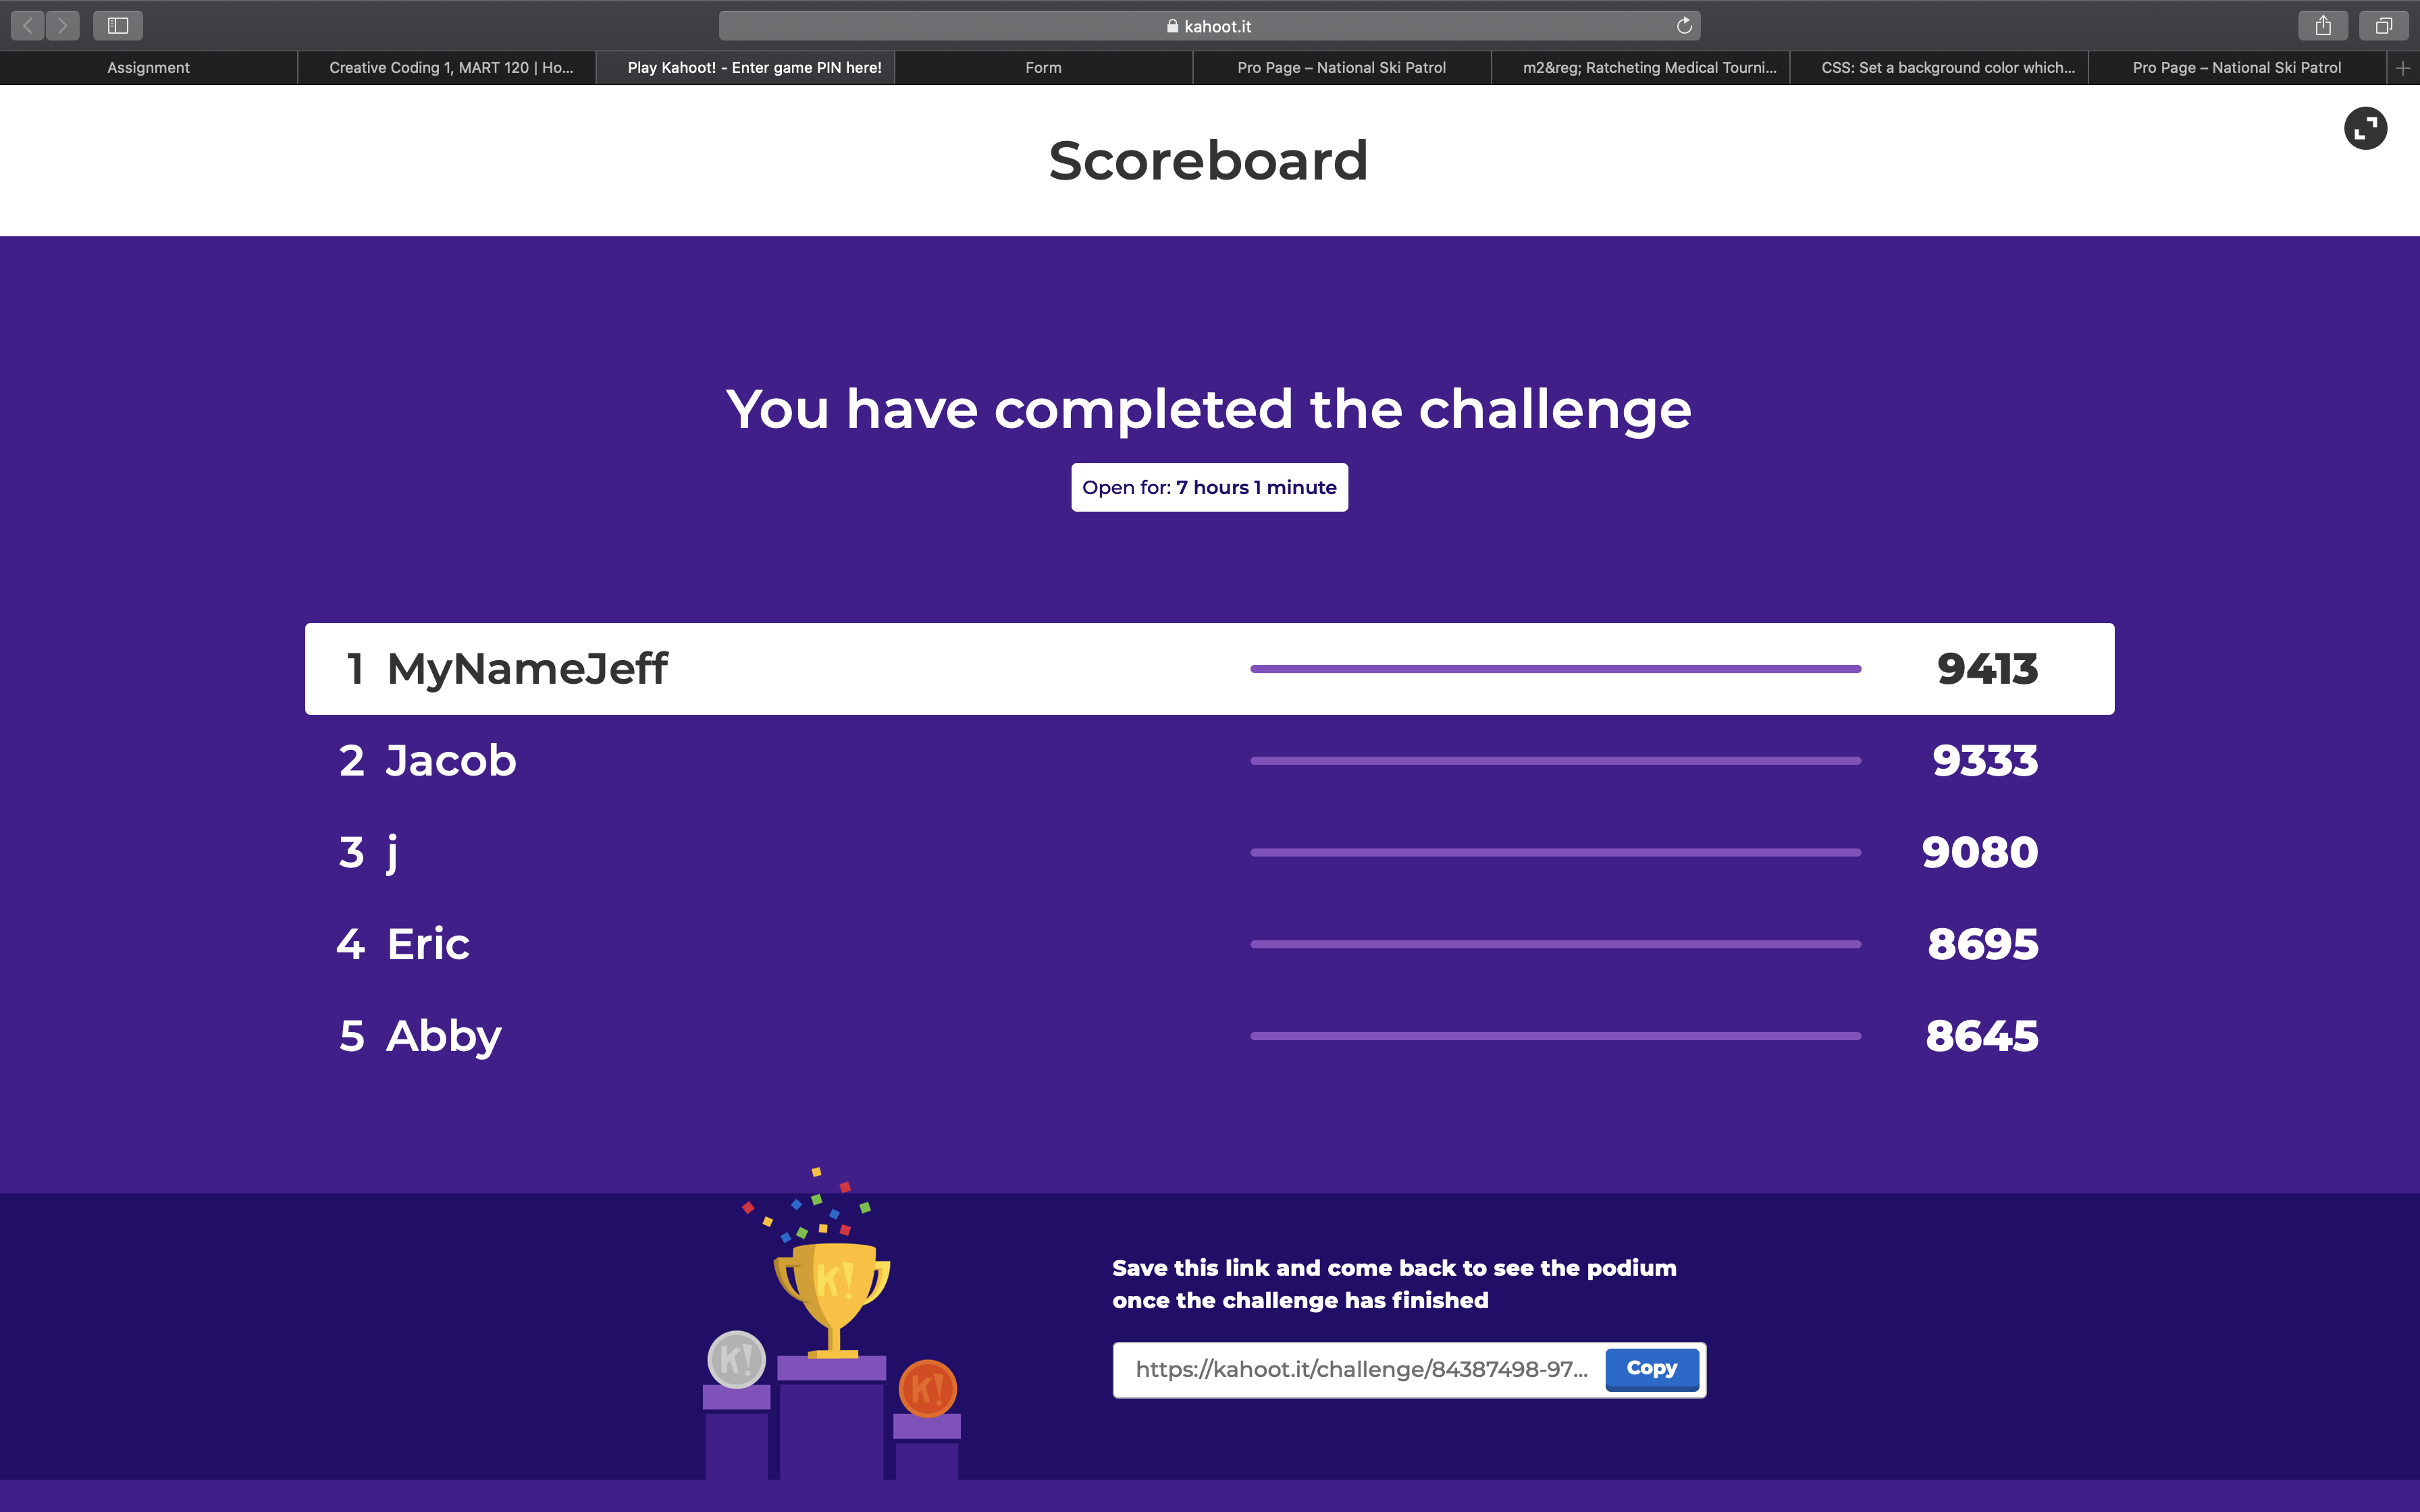 kahoot.it
Assignment
Creative Coding 1, MART 120 | Ho...
Play Kahoot! - Enter game PIN here!
Form
Pro Page – National Ski Patrol
m2&reg; Ratcheting Medical Tourni...
CSS: Set a background color which...
Pro Page – National Ski Patrol
Scoreboard
You have completed the challenge
Open for: 7 hours 1 minute
1 MyNameJeff 9413
2 Jacob 9333
3 j 9080
4 Eric 8695
5 Abby 8645
K!
K!
K!
Save this link and come back to see the podium
once the challenge has finished
https://kahoot.it/challenge/84387498-97... Copy